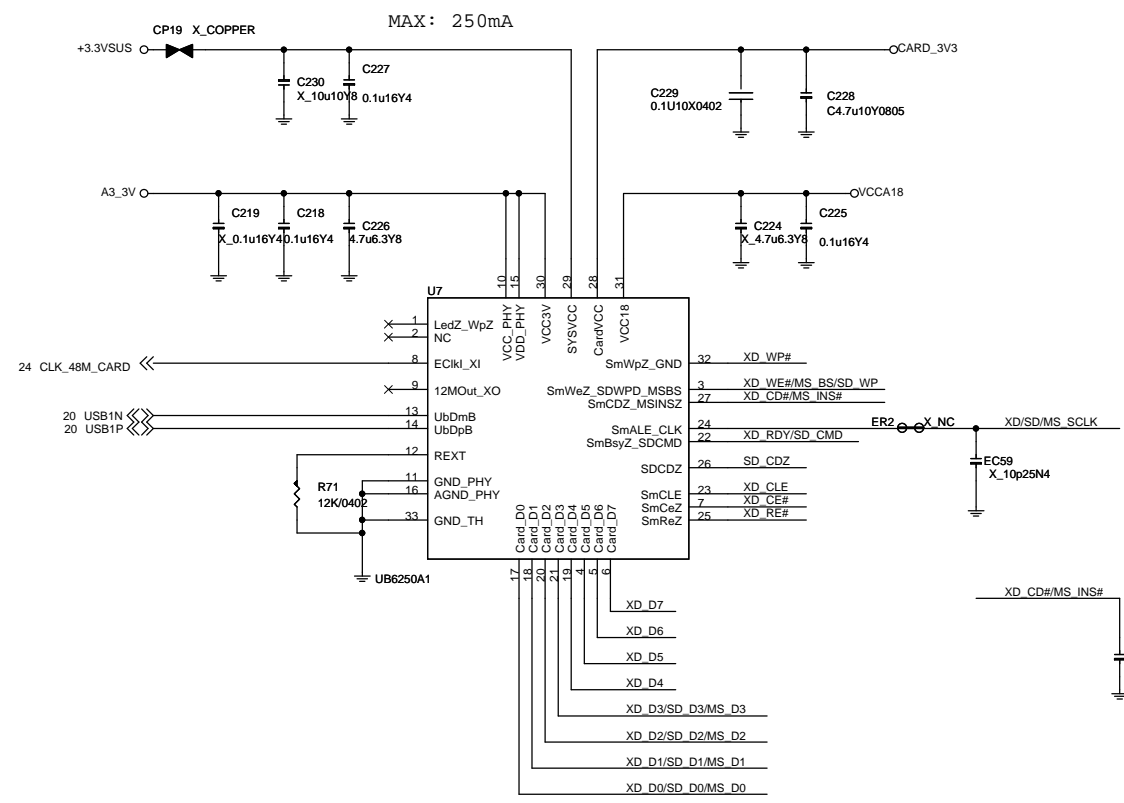 MAX: 250mA
CP19 X_COPPER
+3.3VSUS
CARD_3V3
C230
X_10u10Y8
C227
0.1u16Y4
C229
0.1U10X0402
C228
C4.7u10Y0805
A3_3V
VCCA18
C219
X_0.1u16Y4
C218
0.1u16Y4
C226
4.7u6.3Y8
C224
X_4.7u6.3Y8
C225
0.1u16Y4
U7
10 15 30 29 28 31
VCC_PHY
VDD_PHY
VCC3V
SYSVCC
CardVCC
VCC18
1 LedZ_WpZ
2 NC
24 CLK_48M_CARD 8 EClkI_XI
9 12MOut_XO
20 USB1N 13 UbDmB
20 USB1P 14 UbDpB
12 REXT
11 GND_PHY
16 AGND_PHY
33 GND_TH
R71
12K/0402
UB6250A1
SmWpZ_GND 32 XD_WP#
SmWeZ_SDWPD_MSBS 3 XD_WE#/MS_BS/SD_WP
SmCDZ_MSINSZ 27 XD_CD#/MS_INS#
SmALE_CLK 24 ER2 X_NC XD/SD/MS_SCLK
SmBsyZ_SDCMD 22 XD_RDY/SD_CMD
SDCDZ 26 SD_CDZ
SmCLE 23 XD_CLE
SmCeZ 7 XD_CE#
SmReZ 25 XD_RE#
EC59
X_10p25N4
Card_D0
Card_D1
Card_D2
Card_D3
Card_D4
Card_D5
Card_D6
Card_D7
17 18 20 21 19 4 5 6
XD_CD#/MS_INS#
XD_D7
XD_D6
XD_D5
XD_D4
XD_D3/SD_D3/MS_D3
XD_D2/SD_D2/MS_D2
XD_D1/SD_D1/MS_D1
XD_D0/SD_D0/MS_D0